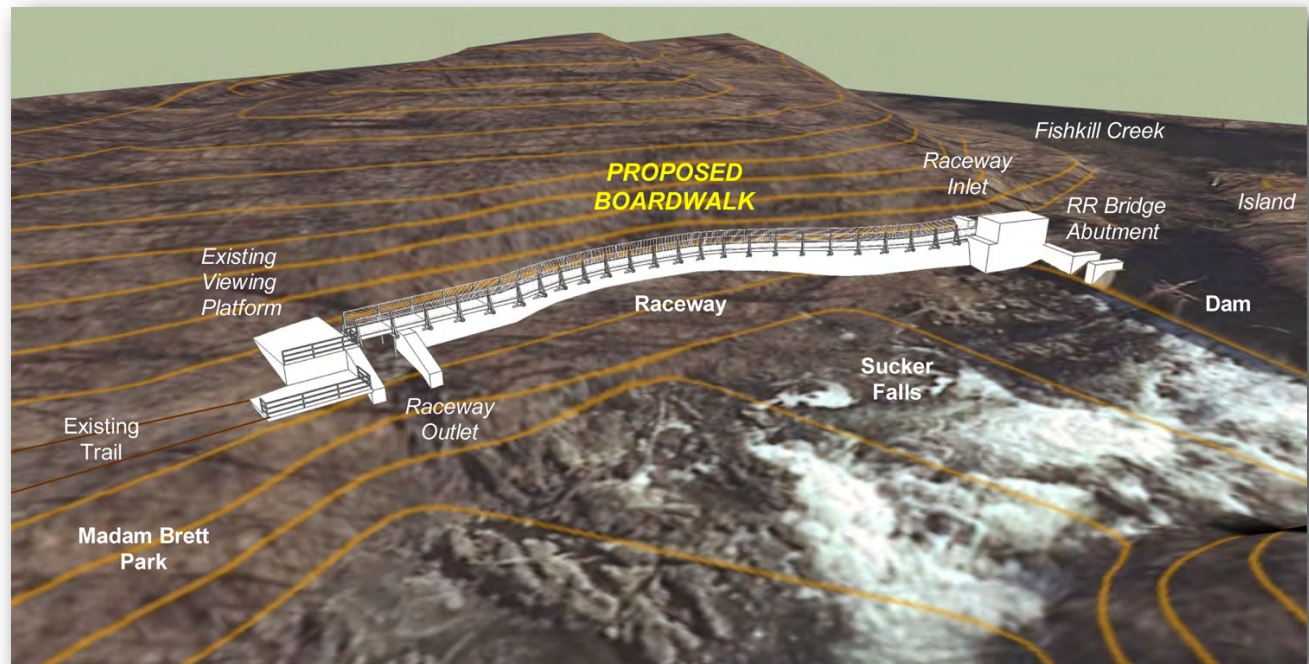 Fishkill Creek
Raceway
Inlet
Island
PROPOSED
BOARDWALK
RR Bridge
Abutment
Existing
Viewing
Platform
Raceway
Dam
Sucker
Falls
Raceway
Outlet
Existing
Trail
Madam Brett
Park